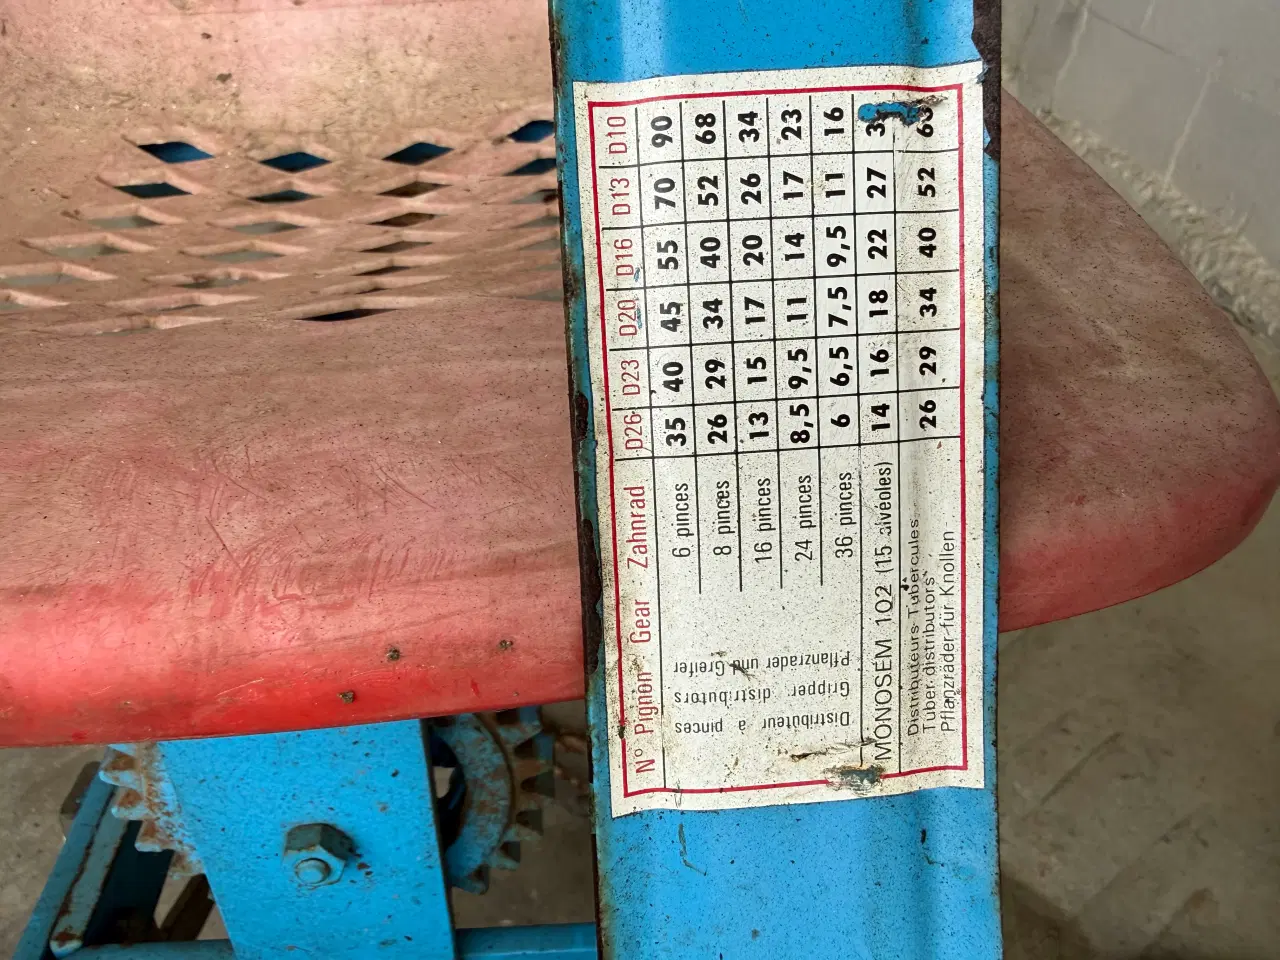 N° Pignon Gear Zahnrad D26 D23 D20 D16 D13 D10
Distributeur à pinces
Gripper distributors
Pflanzräder und Greifer
6 pinces 35 40 45 55 70 90
8 pinces 26 29 34 40 52 68
16 pinces 13 15 17 20 26 34
24 pinces 8,5 9,5 11 14 17 23
36 pinces 6 6,5 7,5 9,5 11 16
MONOSEM 102 (15 alvéoles) 14 16 18 22 27
Distributeurs Tubercules
Tuber distributors
Pflanzräder für Knollen
26 29 34 40 52 63